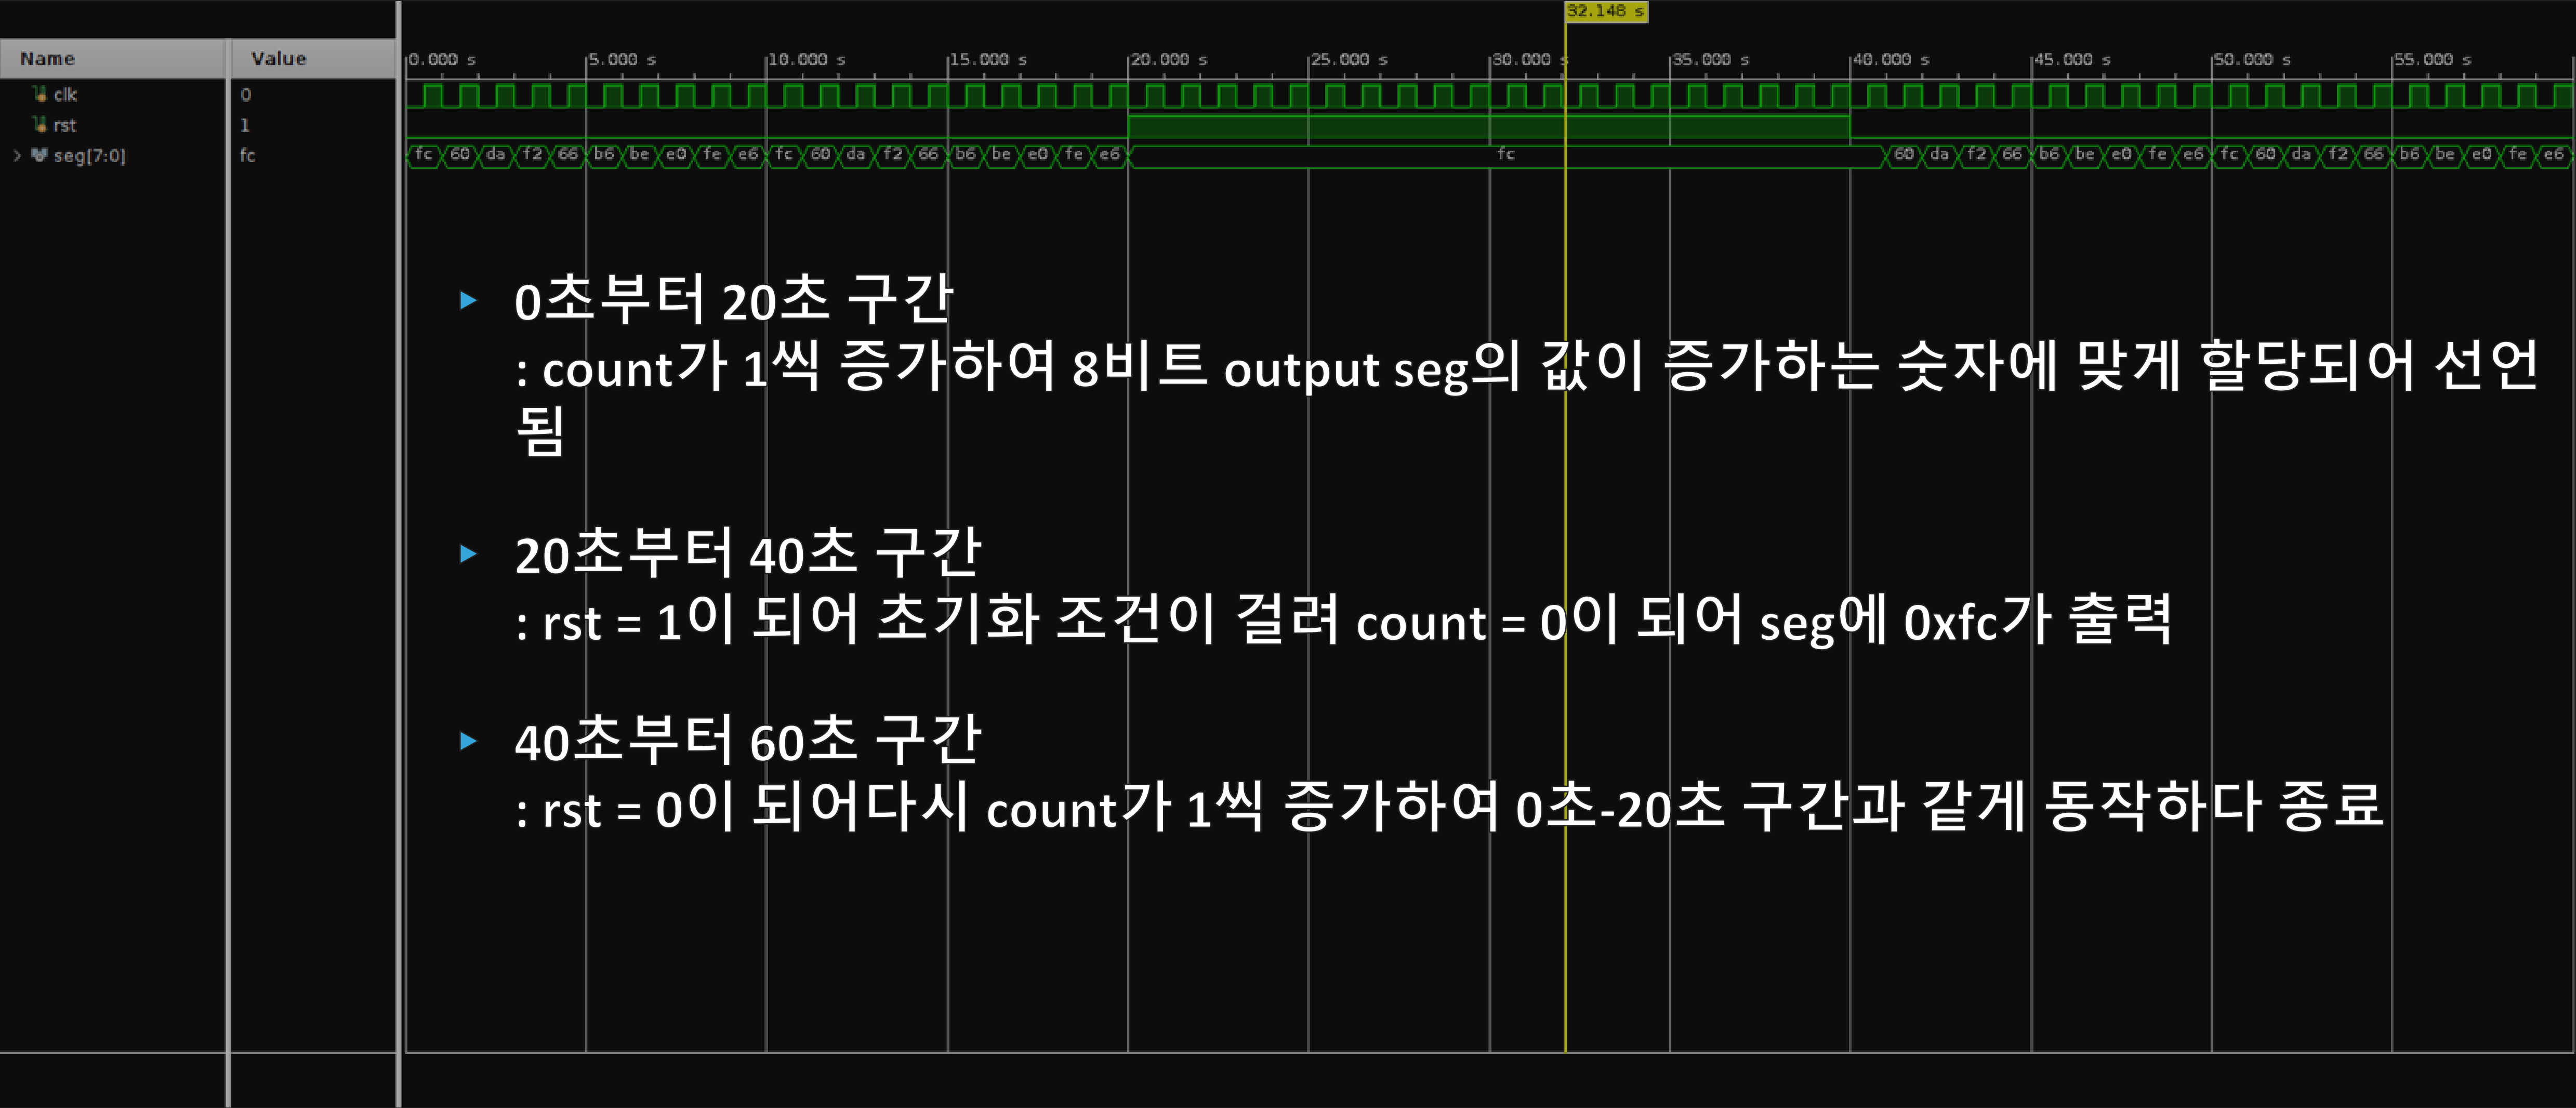 32.148 s
Name
Value
0.000 s 5.000 s 10.000 s 15.000 s 20.000 s 25.000 s 30.000 s 35.000 s 40.000 s 45.000 s 50.000 s 55.000 s
clk 0
rst 1
seg[7:0] fc fc 60 da f2 66 b6 be e0 fe e6 fc 60 da f2 66 b6 be e0 fe e6 fc 60 da f2 66 b6 be e0 fe e6 fc 60 da f2 66 b6 be e0 fe e6
0초부터 20초 구간
: count가 1씩 증가하여 8비트 output seg의 값이 증가하는 숫자에 맞게 할당되어 선언
됨
20초부터 40초 구간
: rst = 1이 되어 초기화 조건이 걸려 count = 0이 되어 seg에 0xfc가 출력
40초부터 60초 구간
: rst = 0이 되어다시 count가 1씩 증가하여 0초-20초 구간과 같게 동작하다 종료